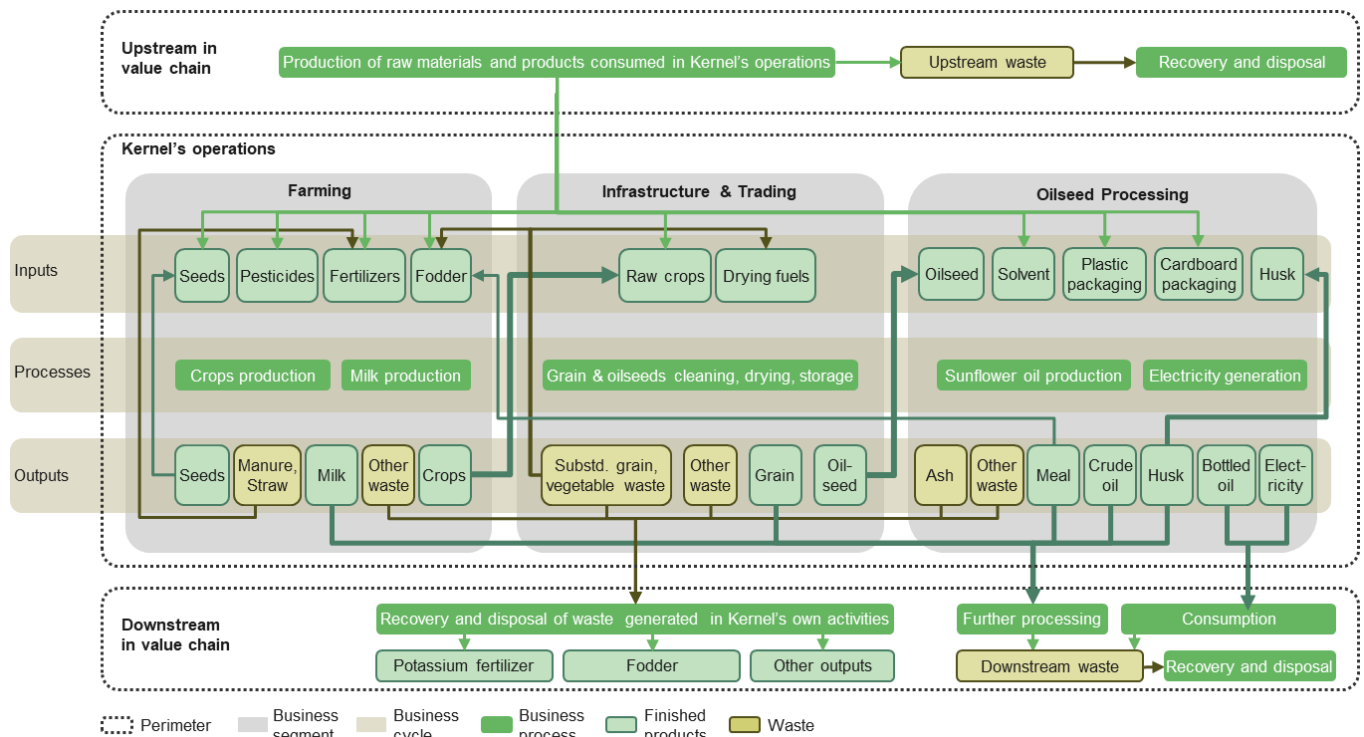 Upstream in
value chain
Production of raw materials and products consumed in Kernel's operations
Upstream waste
Recovery and disposal
Kernel's operations
Farming
Infrastructure & Trading
Oilseed Processing
Inputs
Seeds
Pesticides
Fertilizers
Fodder
Raw crops
Drying fuels
Oilseed
Solvent
Plastic
packaging
Cardboard
packaging
Husk
Processes
Crops production
Milk production
Grain & oilseeds cleaning, drying, storage
Sunflower oil production
Electricity generation
Outputs
Seeds
Manure,
Straw
Milk
Other
waste
Crops
Substd. grain,
vegetable waste
Other
waste
Grain
Oil-
seed
Ash
Other
waste
Meal
Crude
oil
Husk
Bottled
oil
Elect-
ricity
Downstream
in value chain
Recovery and disposal of waste generated in Kernel's own activities
Further processing
Consumption
Potassium fertilizer
Fodder
Other outputs
Downstream waste
Recovery and disposal
Perimeter
Business
segment
Business
cycle
Business
process
Finished
products
Waste